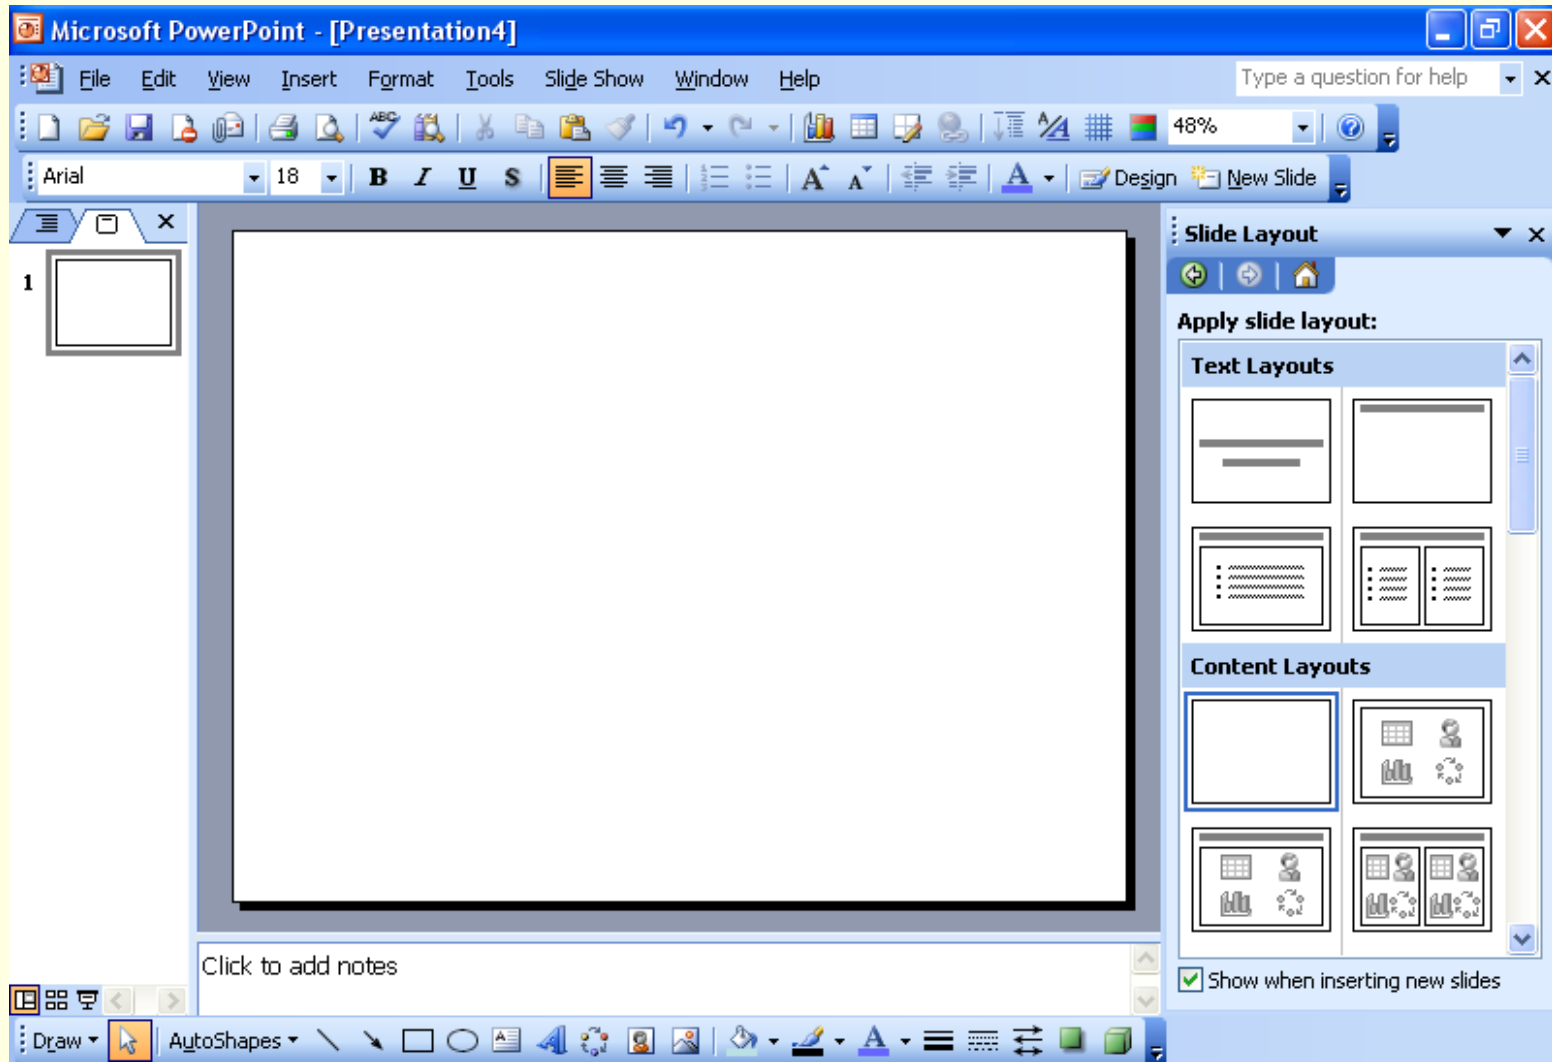 Microsoft PowerPoint - [Presentation4]
File Edit View Insert Format Tools Slide Show Window Help Type a question for help
48%
Arial 18 B I U S A A A Design New Slide
Slide Layout
1
Apply slide layout:
Text Layouts
Content Layouts
Click to add notes
Show when inserting new slides
Draw AutoShapes A